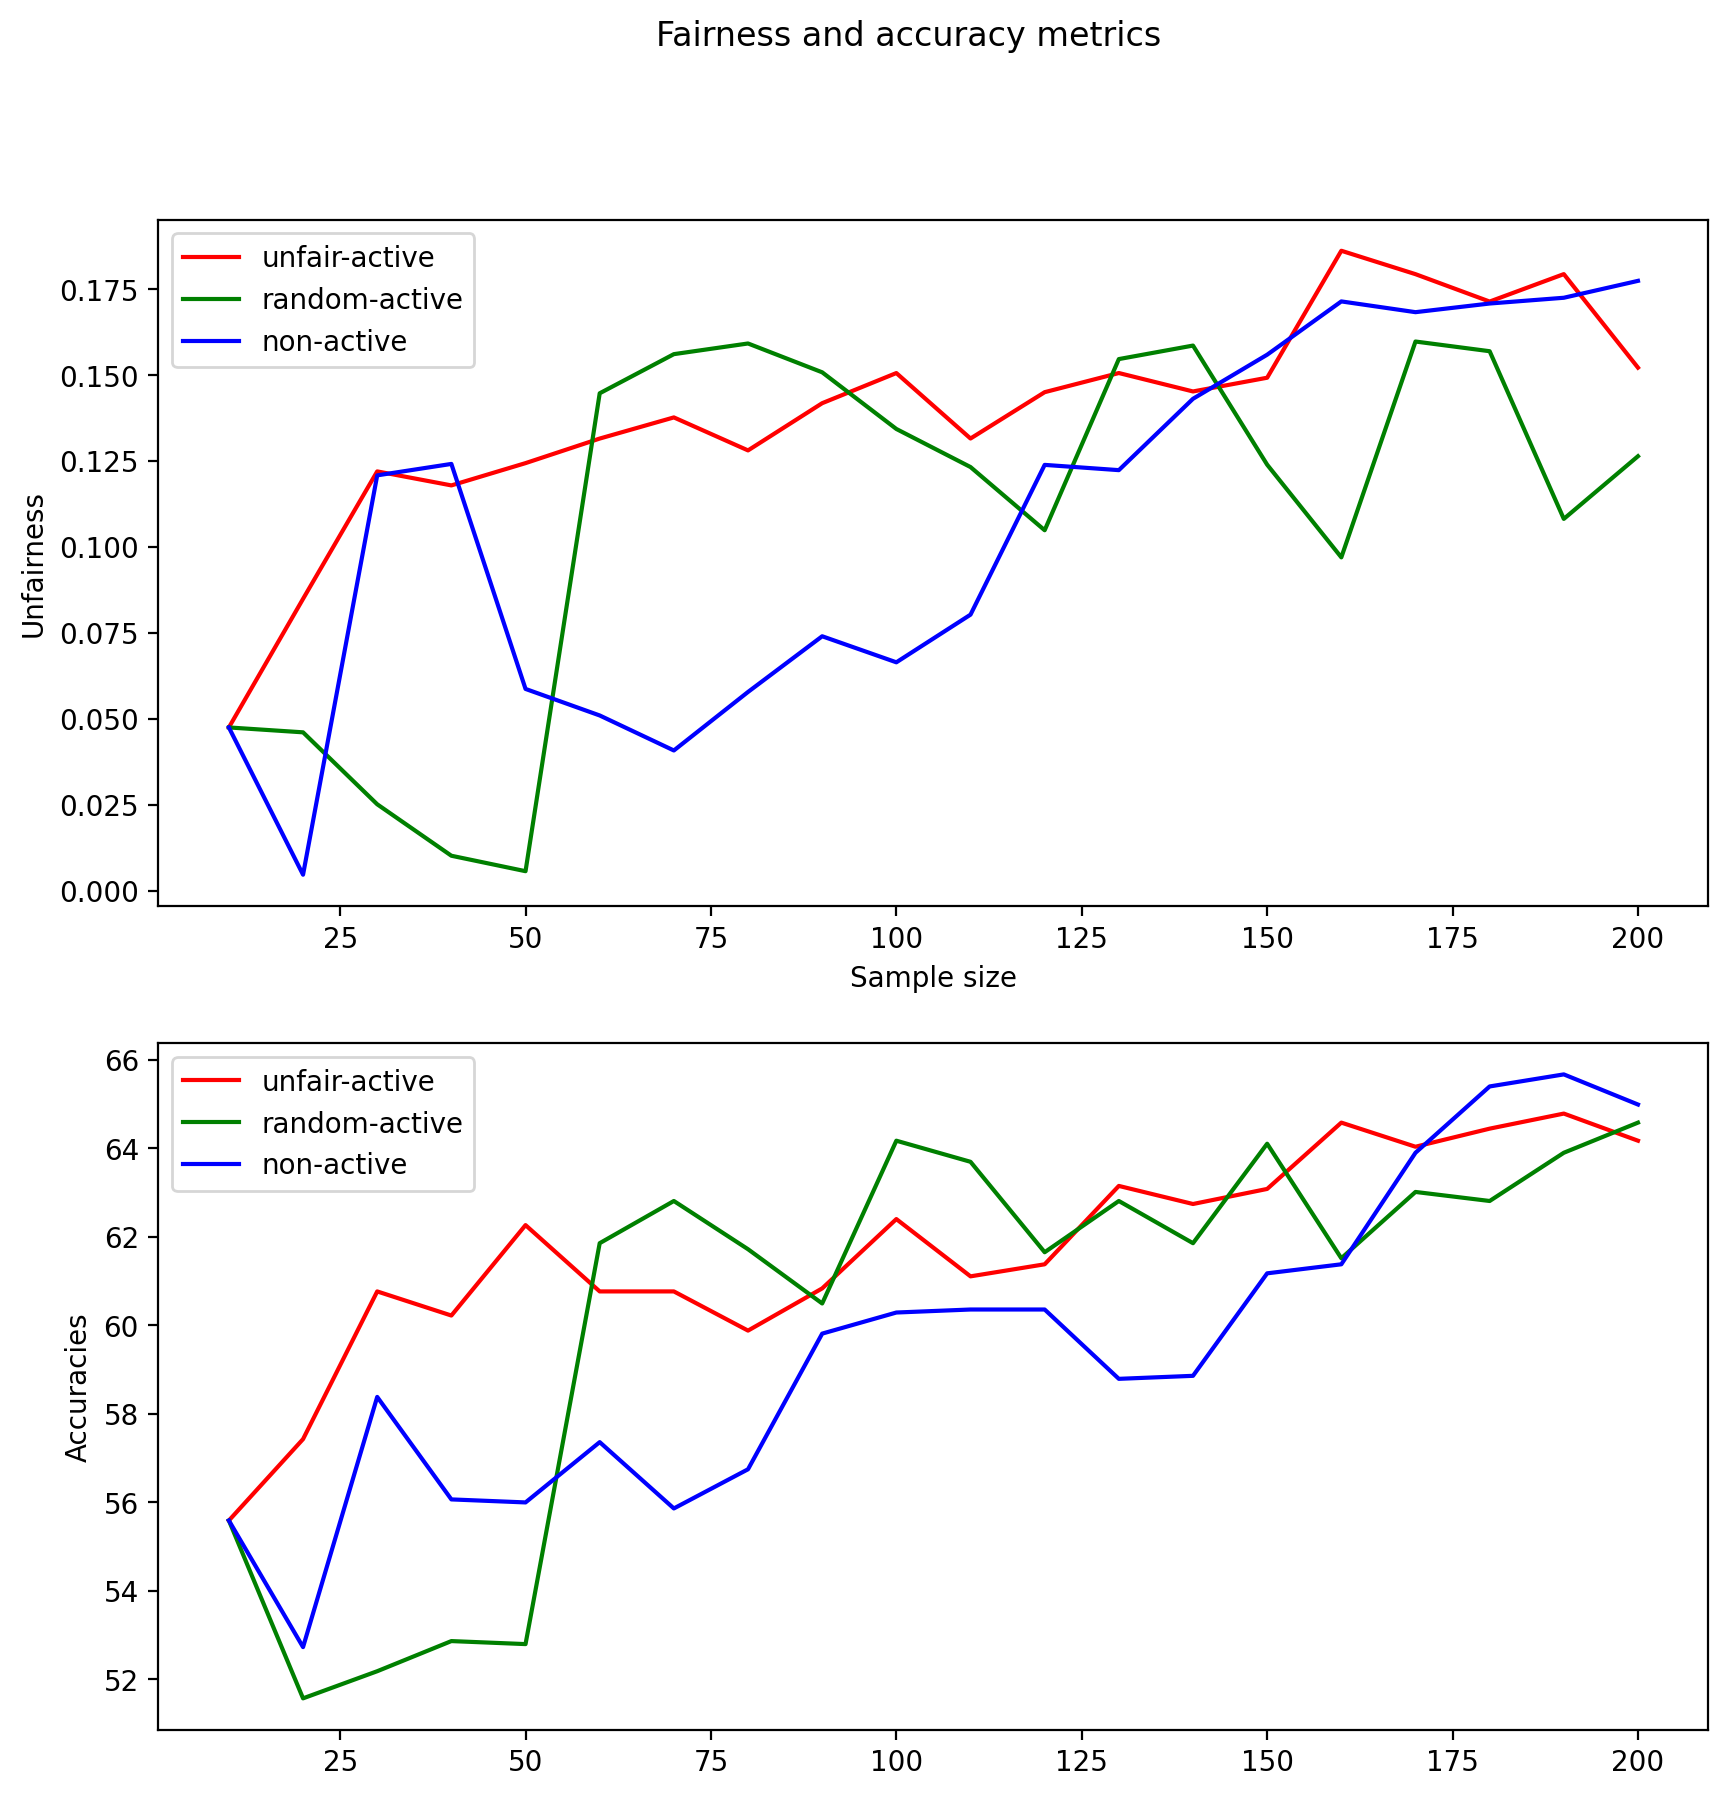 Fairness and accuracy metrics
unfair-active
random-active
non-active
0.175
0.150
0.125
0.100
0.075
0.050
0.025
0.000
Unfairness
25 50 75 100 125 150 175 200
Sample size
unfair-active
random-active
non-active
66
64
62
60
58
56
54
52
Accuracies
25 50 75 100 125 150 175 200